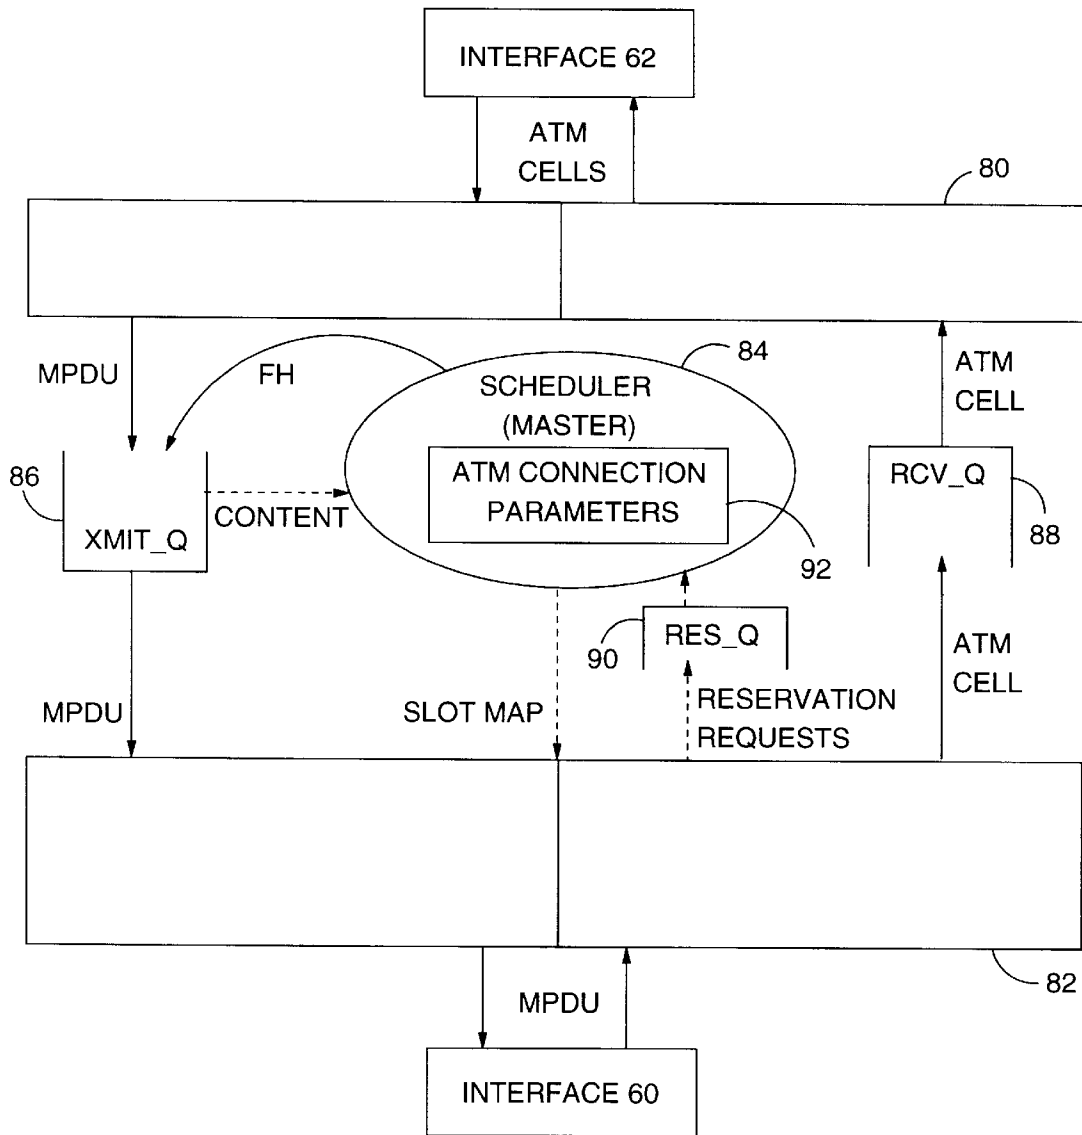 INTERFACE 62
ATM
CELLS
80
MPDU
FH
84
SCHEDULER
(MASTER)
ATM CONNECTION
PARAMETERS
92
ATM
CELL
86
XMIT_Q
CONTENT
RCV_Q
88
90
RES_Q
MPDU
SLOT MAP
RESERVATION
REQUESTS
ATM
CELL
82
MPDU
INTERFACE 60